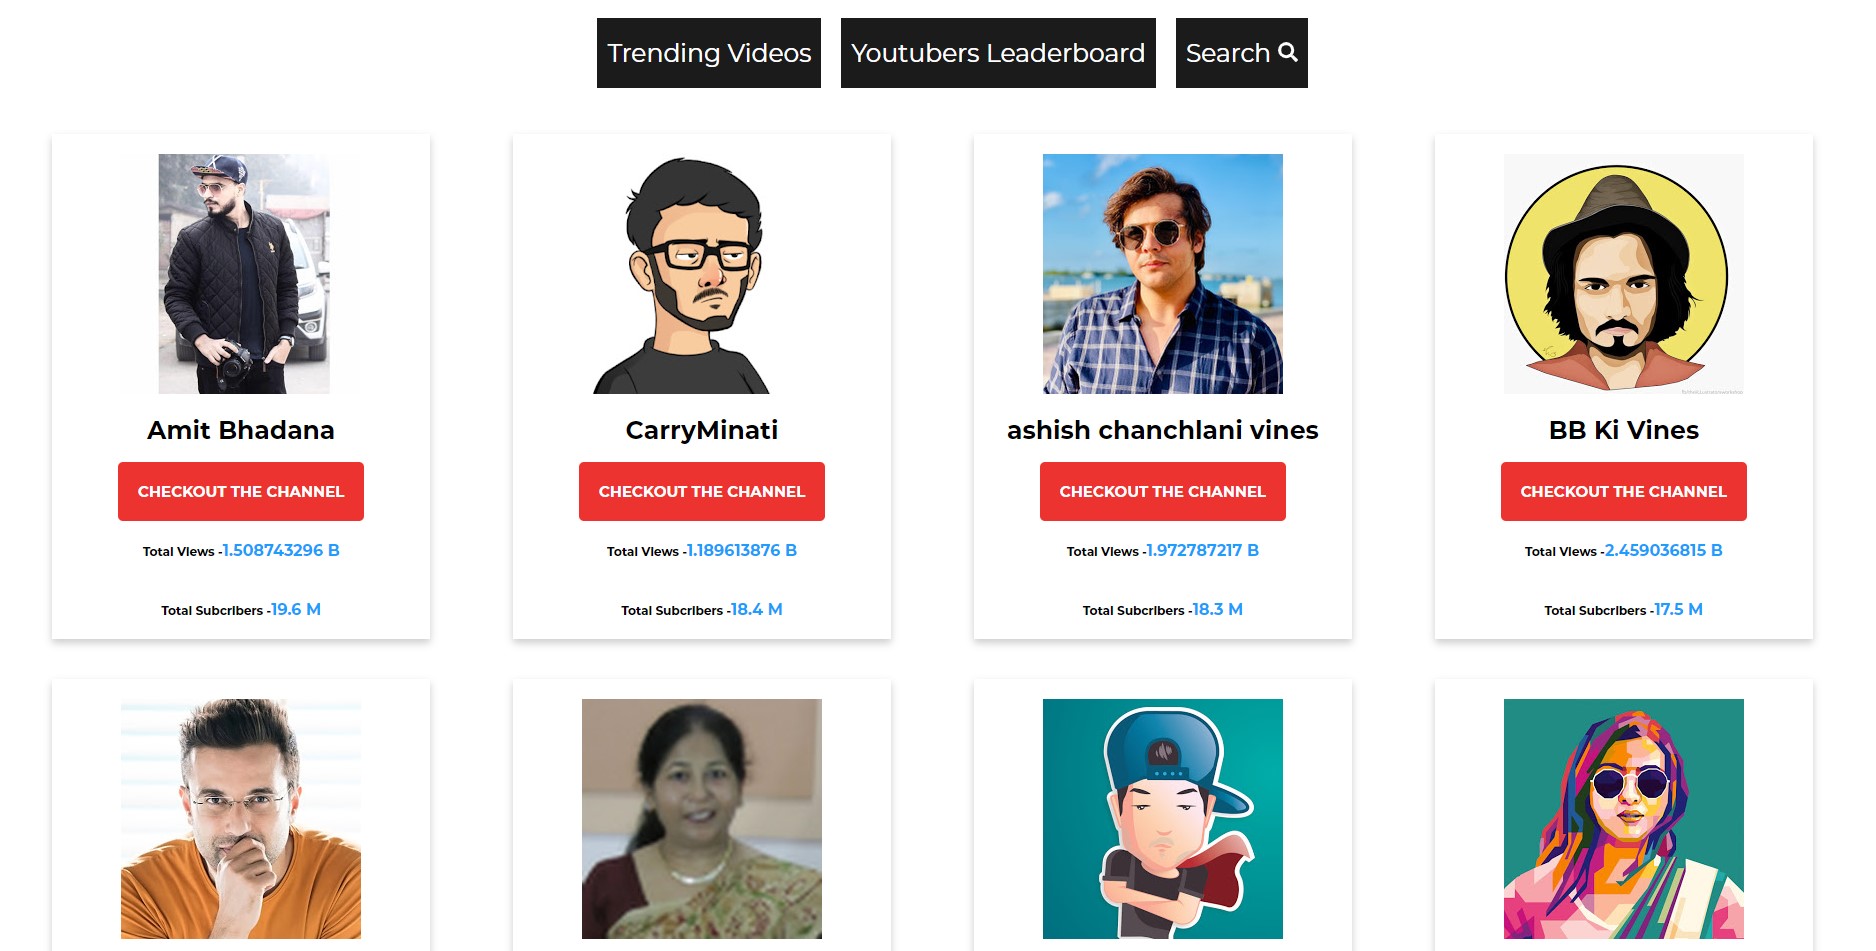 Trending Videos
Youtubers Leaderboard
Search
Amit Bhadana
CHECKOUT THE CHANNEL
Total Views -1.508743296 B
Total Subcribers -19.6 M
CarryMinati
CHECKOUT THE CHANNEL
Total Views -1.189613876 B
Total Subcribers -18.4 M
ashish chanchlani vines
CHECKOUT THE CHANNEL
Total Views -1.972787217 B
Total Subcribers -18.3 M
BB Ki Vines
CHECKOUT THE CHANNEL
Total Views -2.459036815 B
Total Subcribers -17.5 M